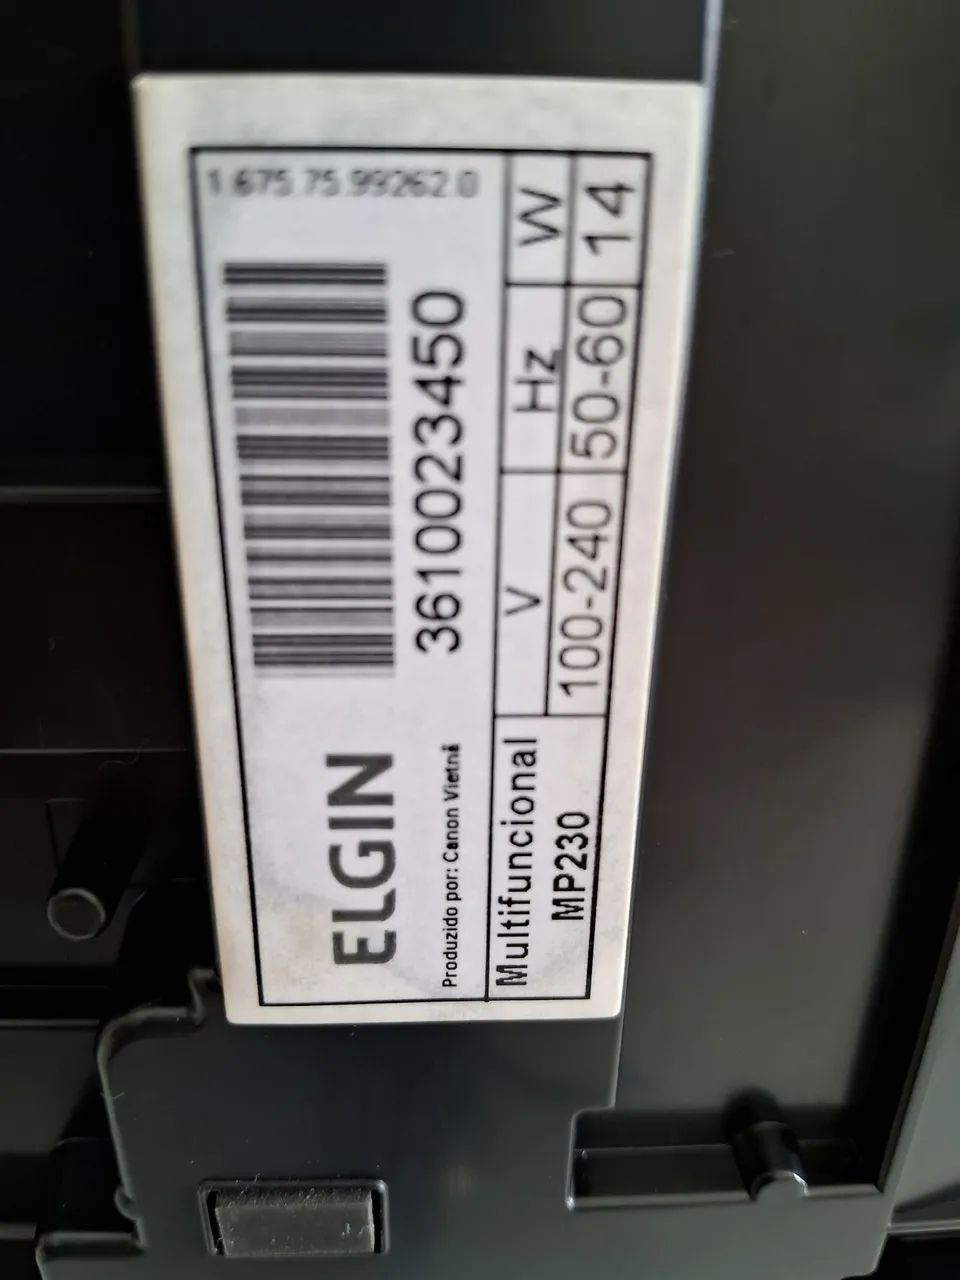 ELGIN
Produzido por: Canon Vietnã
3610023450
1.675.75.99262.0
Multifuncional
MP230
V Hz W
100-240 50-60 14